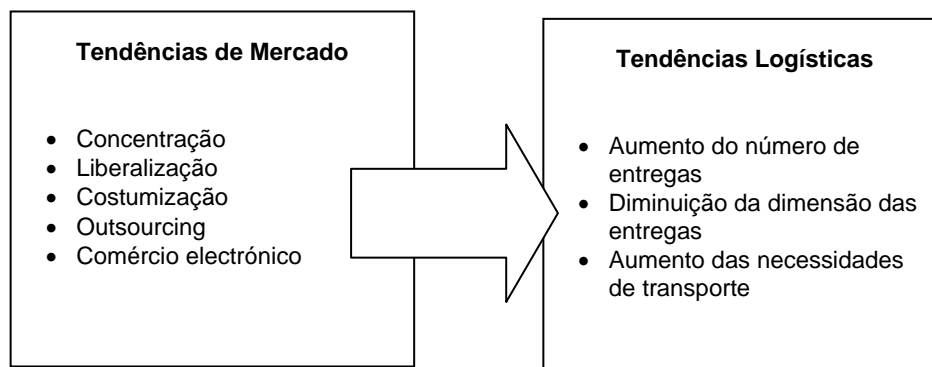 Tendências de Mercado
• Concentração
• Liberalização
• Costumização
• Outsourcing
• Comércio electrónico
Tendências Logísticas
• Aumento do número de
entregas
• Diminuição da dimensão das
entregas
• Aumento das necessidades
de transporte